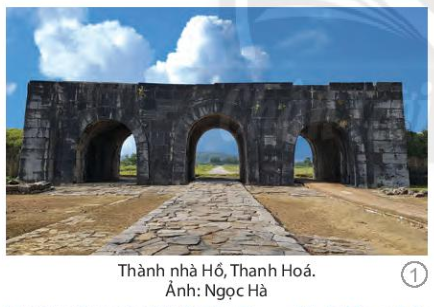 Thành nhà Hồ, Thanh Hoá.
Ảnh: Ngọc Hà
1